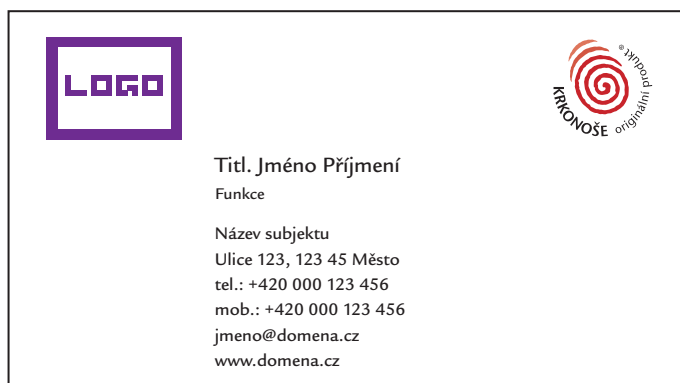 LOGO
KRKONOŠE originální produkt®
Titl. Jméno Příjmení
Funkce
Název subjektu
Ulice 123, 123 45 Město
tel.: +420 000 123 456
mob.: +420 000 123 456
jmeno@domena.cz
www.domena.cz